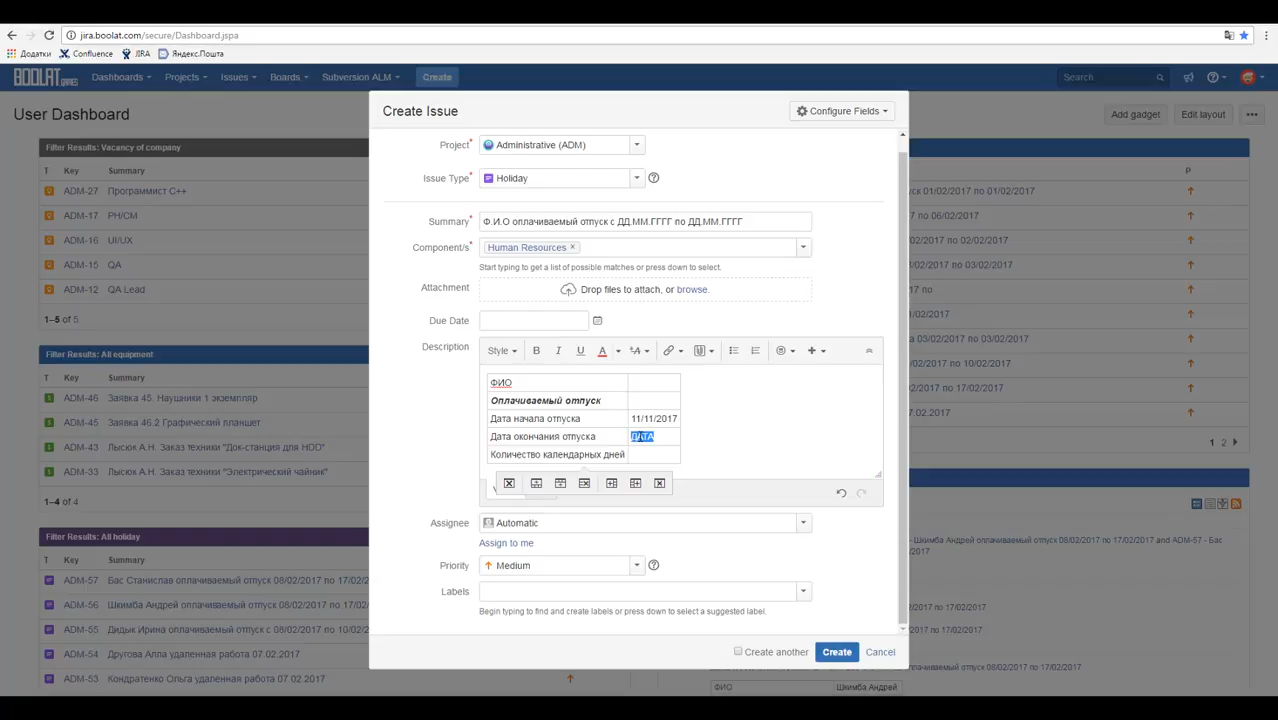 jira.boolat.com/secure/Dashboard.jspa
Додатки Confluence JIRA Яндекс.Пошта
BOOLAT GAMES Dashboards Projects Issues Boards Subversion ALM Create Search
User Dashboard
Add gadget Edit layout
Filter Results: Vacancy of company
T Key Summary
ADM-27 Программист C++
ADM-17 PH/CM
ADM-16 UI/UX
ADM-15 QA
ADM-12 QA Lead
1–5 of 5
Filter Results: All equipment
T Key Summary
ADM-46 Заявка 45. Наушники 1 экземпляр
ADM-45 Заявка 46.2 Графический планшет
ADM-43 Лысюк А.Н. Заказ техники "Док-станция для HDD"
ADM-33 Лысюк А.Н. Заказ техники "Электрический чайник"
1–4 of 4
Filter Results: All holiday
T Key Summary
ADM-57 Бас Станислав оплачиваемый отпуск 08/02/2017 по 17/02/
ADM-56 Шкимба Андрей оплачиваемый отпуск 08/02/2017 по 17/02/
ADM-55 Дидык Ирина оплачиваемый отпуск с 08/02/2017 по 10/02/
ADM-54 Другова Алла удаленная работа 07.02.2017
ADM-53 Кондратенко Ольга удаленная работа 07.02.2017
Create Issue
Configure Fields
Project* Administrative (ADM)
Issue Type* Holiday
Summary* Ф.И.О оплачиваемый отпуск с ДД.ММ.ГГГГ по ДД.ММ.ГГГГ
Component/s* Human Resources
Start typing to get a list of possible matches or press down to select.
Attachment Drop files to attach, or browse.
Due Date
Description Style B I U A A
ФИО
Оплачиваемый отпуск
Дата начала отпуска 11/11/2017
Дата окончания отпуска ДАТА
Количество календарных дней
Assignee Automatic
Assign to me
Priority Medium
Labels
Begin typing to find and create labels or press down to select a suggested label.
Create another Create Cancel
P
уск 01/02/2017 по 01/02/2017
по 06/02/2017
2017 по 02/02/2017
/2017 по 03/02/2017
7 по
/02.2017
017 по 03/02/2017
017 по 10/02/2017
2017 по 17/02/2017
7.02.2017
1 2
- Шкимба Андрей оплачиваемый отпуск 08/02/2017 по 17/02/2017 and ADM-57 - Бас
2/2017
2017 по 17/02/2017
017 по 17/02/2017
аемый отпуск 08/02/2017 по 17/02/2017
ФИО Шкимба Андрей